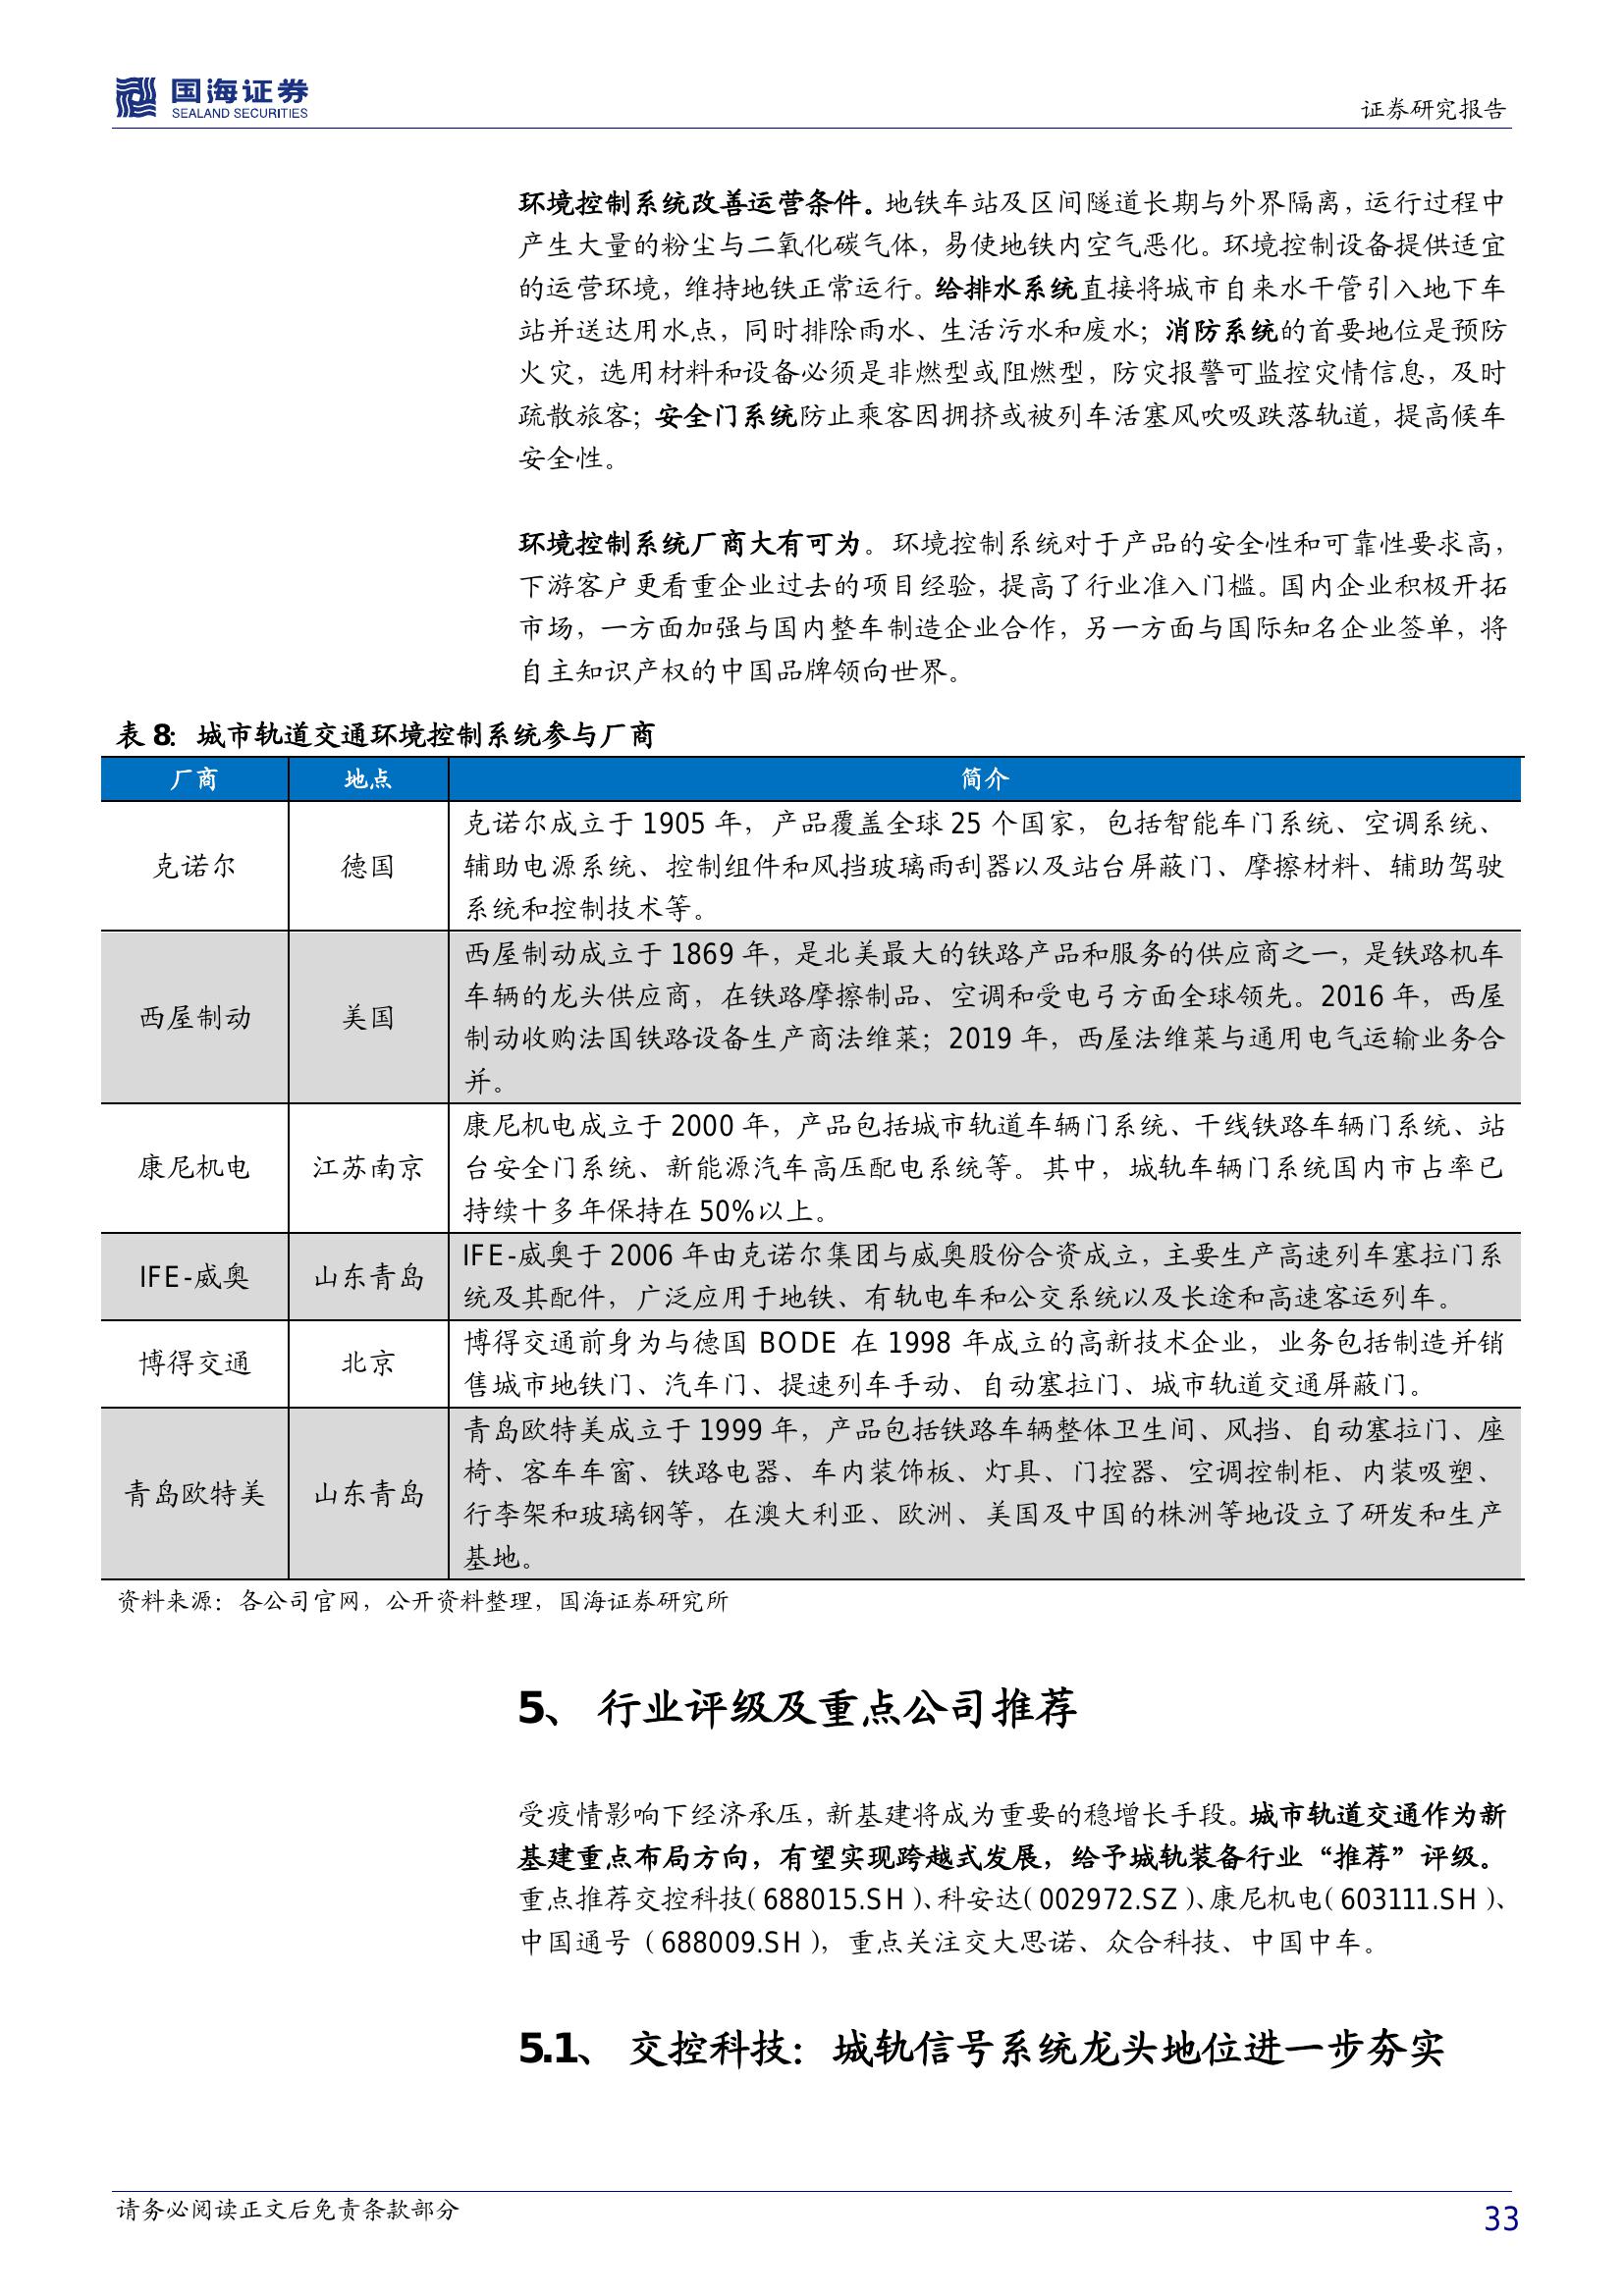 国海证券
SEALAND SECURITIES
证券研究报告
环境控制系统改善运营条件。地铁车站及区间隧道长期与外界隔离，运行过程中
产生大量的粉尘与二氧化碳气体，易使地铁内空气恶化。环境控制设备提供适宜
的运营环境，维持地铁正常运行。给排水系统直接将城市自来水干管引入地下车
站并送达用水点，同时排除雨水、生活污水和废水；消防系统的首要地位是预防
火灾，选用材料和设备必须是非燃型或阻燃型，防灾报警可监控灾情信息，及时
疏散旅客；安全门系统防止乘客因拥挤或被列车活塞风吹吸跌落轨道，提高候车
安全性。
环境控制系统厂商大有可为。环境控制系统对于产品的安全性和可靠性要求高，
下游客户更看重企业过去的项目经验，提高了行业准入门槛。国内企业积极开拓
市场，一方面加强与国内整车制造企业合作，另一方面与国际知名企业签单，将
自主知识产权的中国品牌领向世界。
表 8：城市轨道交通环境控制系统参与厂商
厂商 地点 简介
克诺尔 德国
克诺尔成立于 1905 年，产品覆盖全球 25 个国家，包括智能车门系统、空调系统、
辅助电源系统、控制组件和风挡玻璃雨刮器以及站台屏蔽门、摩擦材料、辅助驾驶
系统和控制技术等。
西屋制动 美国
西屋制动成立于 1869 年，是北美最大的铁路产品和服务的供应商之一，是铁路机车
车辆的龙头供应商，在铁路摩擦制品、空调和受电弓方面全球领先。2016 年，西屋
制动收购法国铁路设备生产商法维莱；2019 年，西屋法维莱与通用电气运输业务合
并。
康尼机电 江苏南京
康尼机电成立于 2000 年，产品包括城市轨道车辆门系统、干线铁路车辆门系统、站
台安全门系统、新能源汽车高压配电系统等。其中，城轨车辆门系统国内市占率已
持续十多年保持在 50%以上。
IFE-威奥 山东青岛
IFE-威奥于 2006 年由克诺尔集团与威奥股份合资成立，主要生产高速列车塞拉门系
统及其配件，广泛应用于地铁、有轨电车和公交系统以及长途和高速客运列车。
博得交通 北京
博得交通前身为与德国 BODE 在 1998 年成立的高新技术企业，业务包括制造并销
售城市地铁门、汽车门、提速列车手动、自动塞拉门、城市轨道交通屏蔽门。
青岛欧特美 山东青岛
青岛欧特美成立于 1999 年，产品包括铁路车辆整体卫生间、风挡、自动塞拉门、座
椅、客车车窗、铁路电器、车内装饰板、灯具、门控器、空调控制柜、内装吸塑、
行李架和玻璃钢等，在澳大利亚、欧洲、美国及中国的株洲等地设立了研发和生产
基地。
资料来源：各公司官网，公开资料整理，国海证券研究所
5、 行业评级及重点公司推荐
受疫情影响下经济承压，新基建将成为重要的稳增长手段。城市轨道交通作为新
基建重点布局方向，有望实现跨越式发展，给予城轨装备行业“推荐”评级。
重点推荐交控科技（688015.SH）、科安达（002972.SZ）、康尼机电（603111.SH）、
中国通号（688009.SH），重点关注交大思诺、众合科技、中国中车。
5.1、 交控科技：城轨信号系统龙头地位进一步夯实
请务必阅读正文后免责条款部分
33